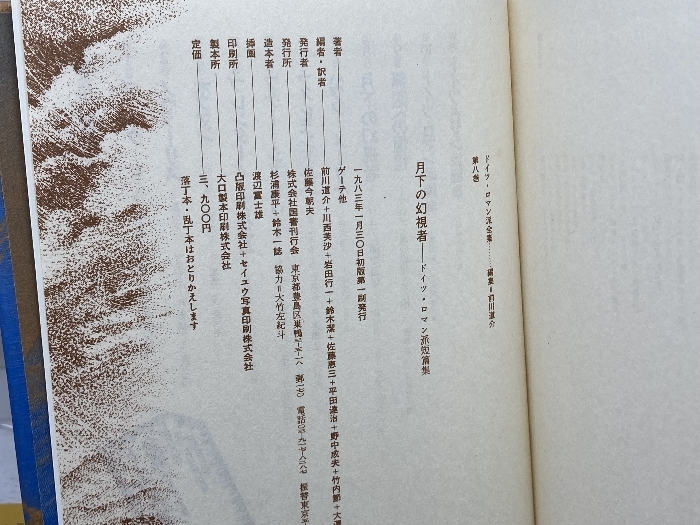 ドイツ・ロマン派全集……編集＝前川道介
第八巻
月下の幻視者──ドイツ・ロマン派短篇集
一九八三年一月三〇日初版第一刷発行
著者──ゲーテ他
編者・訳者──前川道介＋川西芙沙＋岩田行一＋鈴木潔＋佐藤恵三＋平田達治＋野中成夫＋竹内節＋大澤
発行者──佐藤今朝夫
発行所──株式会社国書刊行会 東京都豊島区巣鴨 郵 電話 振替東京
造本者──杉浦康平＋鈴木一誌 協力＝大竹左紀斗
挿画──渡辺冨士雄
印刷所──凸版印刷株式会社＋セイユウ写真印刷株式会社
製本所──大口製本印刷株式会社
定価──三、九〇〇円
落丁本・乱丁本はおとりかえします